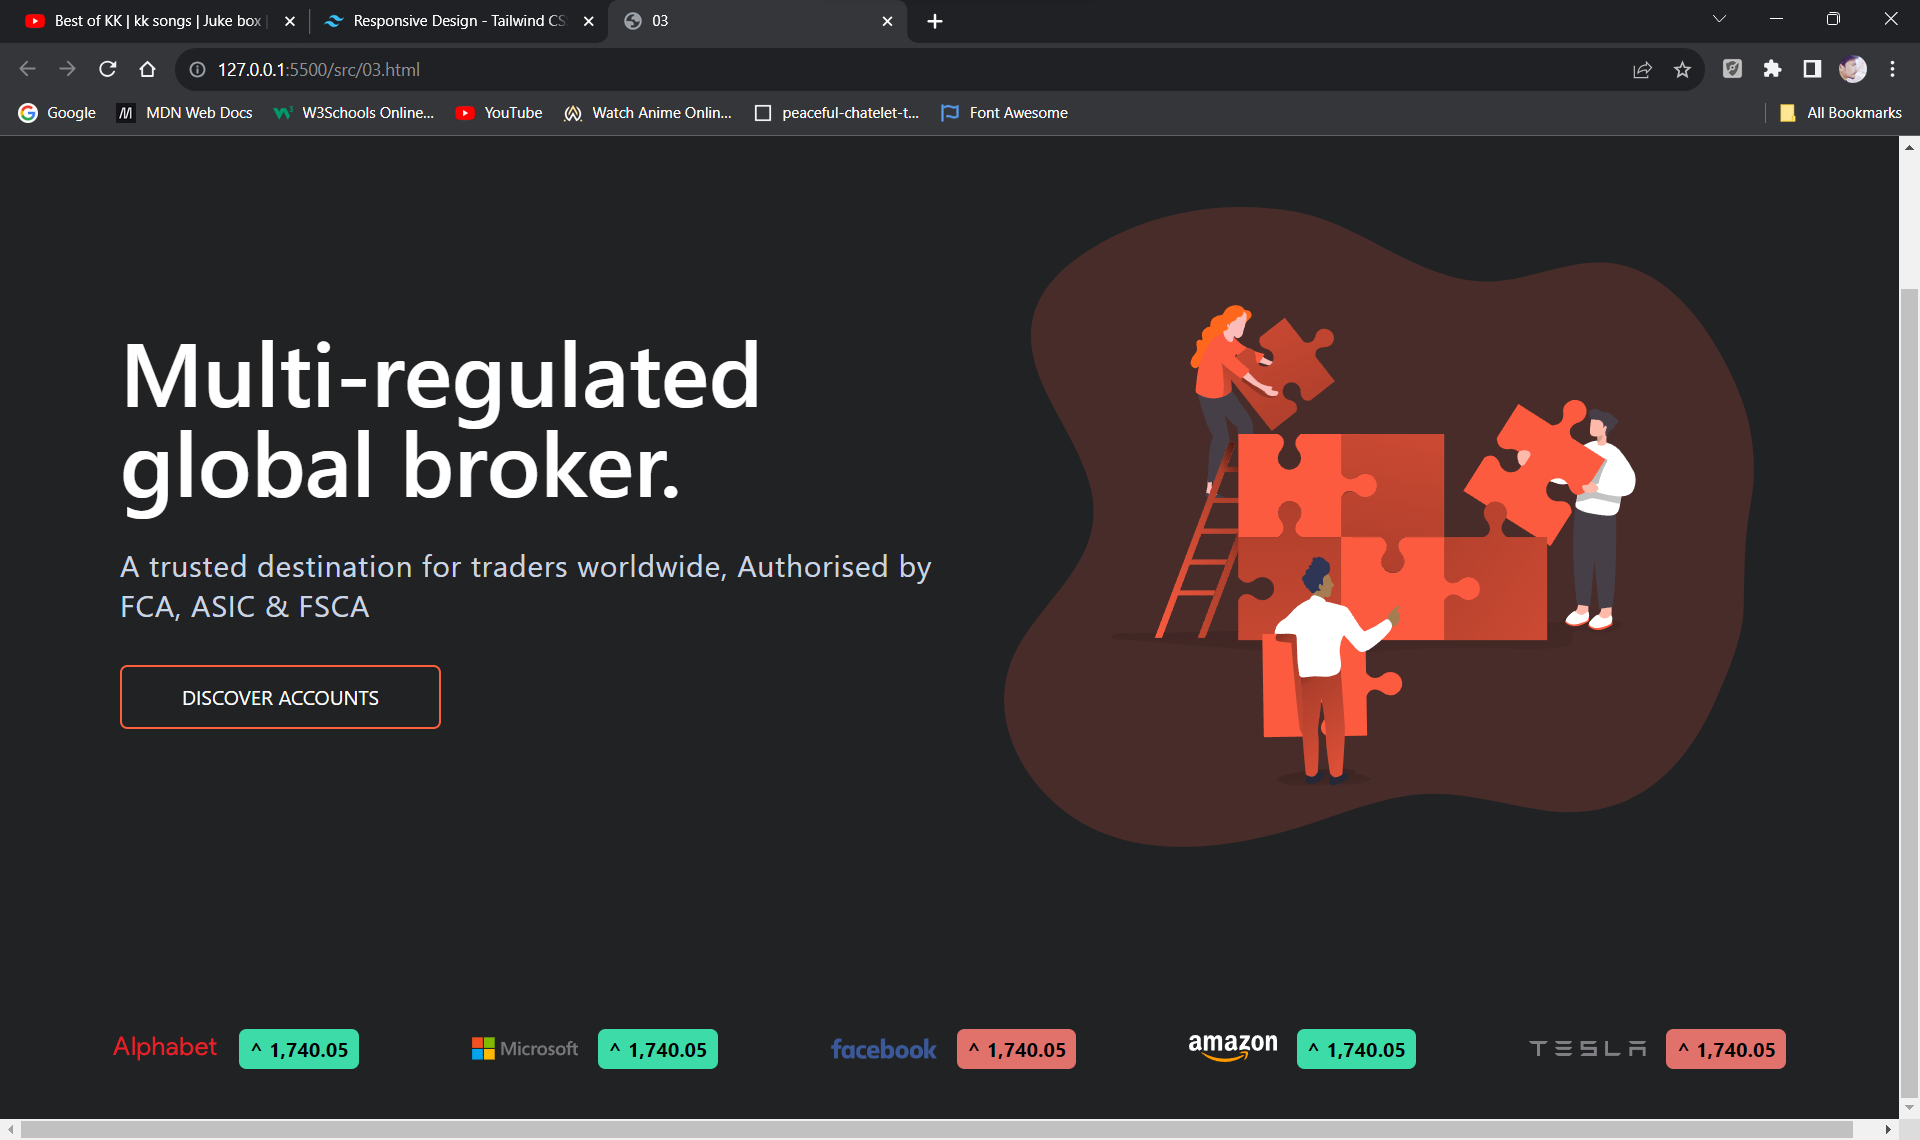 Best of KK | kk songs | Juke box
Responsive Design - Tailwind CS
03
127.0.0.1:5500/src/03.html
Google
MDN Web Docs
W3Schools Online...
YouTube
Watch Anime Onlin...
peaceful-chatelet-t...
Font Awesome
All Bookmarks
Multi-regulated
global broker.
A trusted destination for traders worldwide, Authorised by
FCA, ASIC & FSCA
DISCOVER ACCOUNTS
Alphabet ^ 1,740.05
Microsoft ^ 1,740.05
facebook ^ 1,740.05
amazon ^ 1,740.05
TESLA ^ 1,740.05